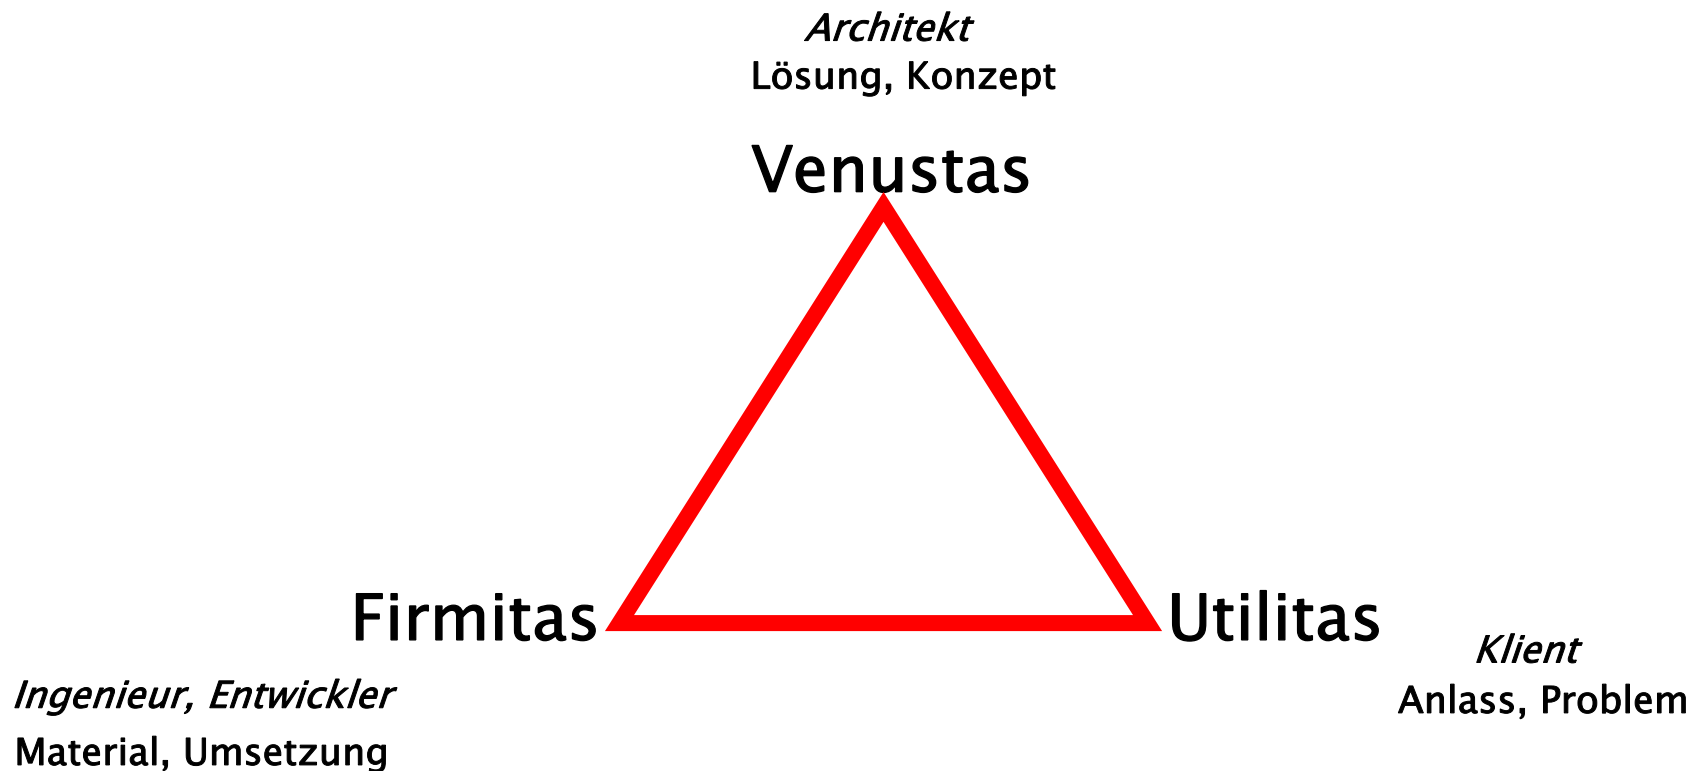 Architekt
Lösung, Konzept
Venustas
Firmitas
Utilitas
Klient
Anlass, Problem
Ingenieur, Entwickler
Material, Umsetzung